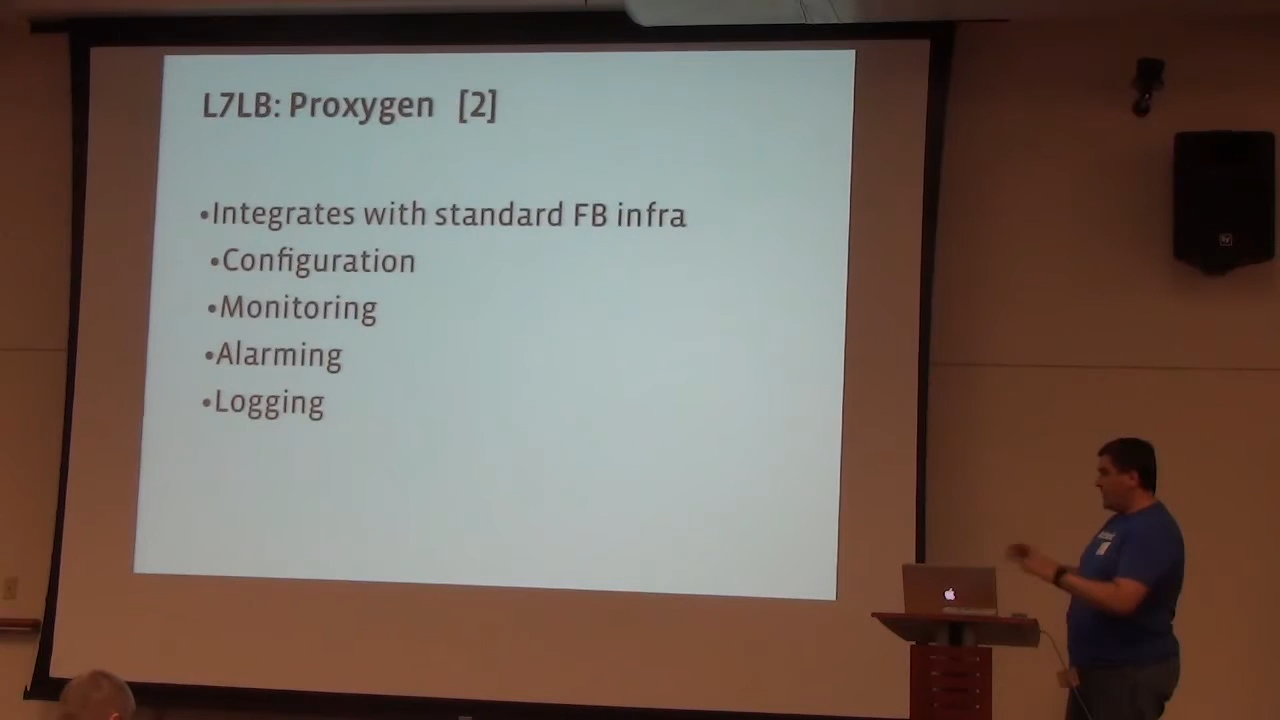 L7LB: Proxygen [2]
•Integrates with standard FB infra
•Configuration
•Monitoring
•Alarming
•Logging